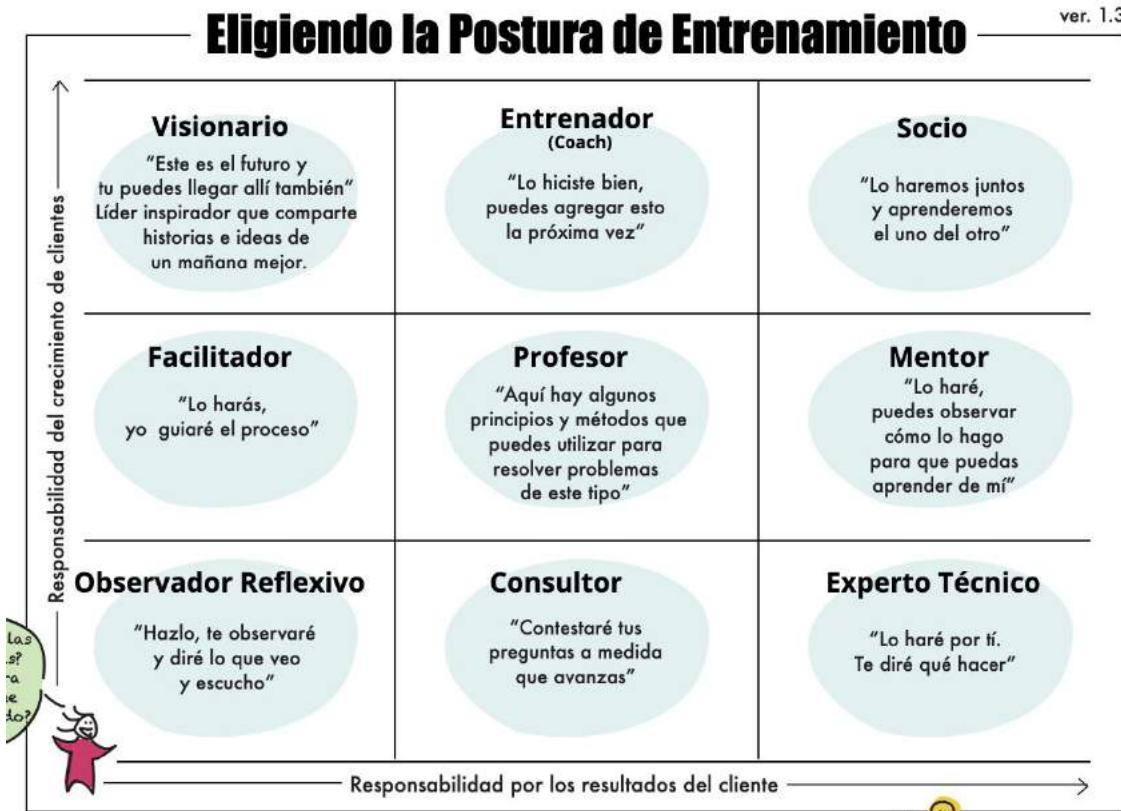 Eligiendo la Postura de Entrenamiento
ver. 1.3
Responsabilidad del crecimiento de clientes
Visionario
"Este es el futuro y
tu puedes llegar allí también"
Líder inspirador que comparte
historias e ideas de
un mañana mejor.
Entrenador
(Coach)
"Lo hiciste bien,
puedes agregar esto
la próxima vez"
Socio
"Lo haremos juntos
y aprenderemos
el uno del otro"
Facilitador
"Lo harás,
yo guiaré el proceso"
Profesor
"Aquí hay algunos
principios y métodos que
puedes utilizar para
resolver problemas
de este tipo"
Mentor
"Lo haré,
puedes observar
cómo lo hago
para que puedas
aprender de mí"
Observador Reflexivo
"Hazlo, te observaré
y diré lo que veo
y escucho"
Consultor
"Contestaré tus
preguntas a medida
que avanzas"
Experto Técnico
"Lo haré por tí.
Te diré qué hacer"
las
Responsabilidad por los resultados del cliente